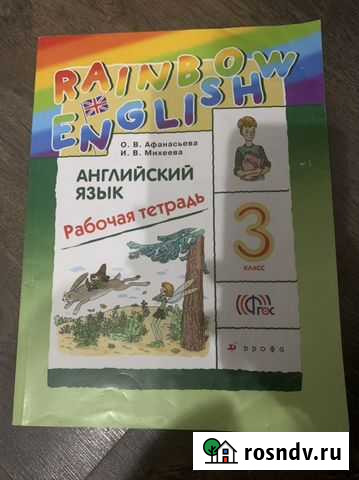 RAINBOW
ENGLISH
О. В. Афанасьева
И. В. Михеева
АНГЛИЙСКИЙ
ЯЗЫК
Рабочая тетрадь
3
КЛАСС
ФГОС
дрофа
rosndv.ru